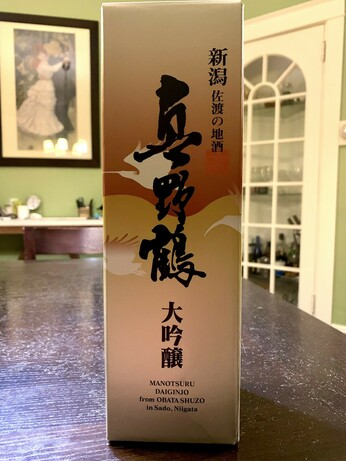 新潟
佐渡の地酒
真野鶴
大吟醸
MANOTSURU
DAIGINJO
from OBATA SHUZO
in Sado, Niigata